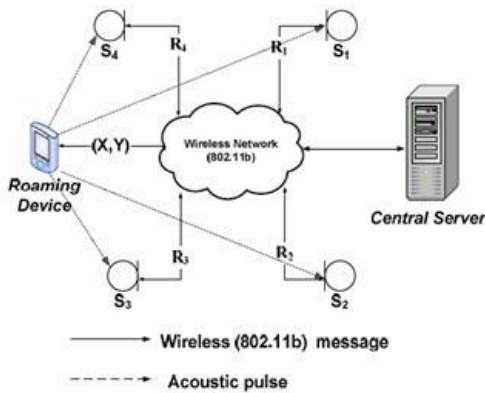 R₄
R₁
S₄
S₁
Wireless Network
(802.11b)
(X,Y)
Roaming
Device
Central Server
R₃
R₂
S₃
S₂
Wireless (802.11b) message
Acoustic pulse